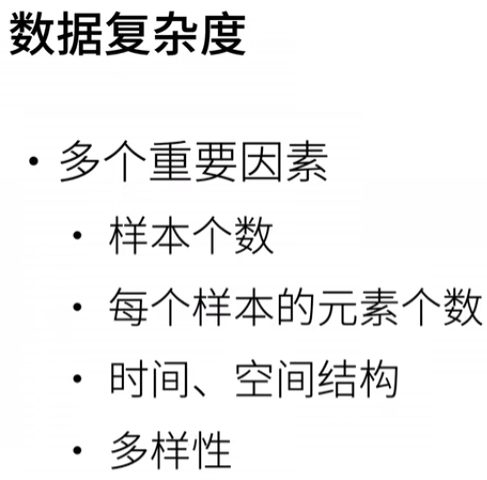 数据复杂度
• 多个重要因素
• 样本个数
• 每个样本的元素个数
• 时间、空间结构
• 多样性